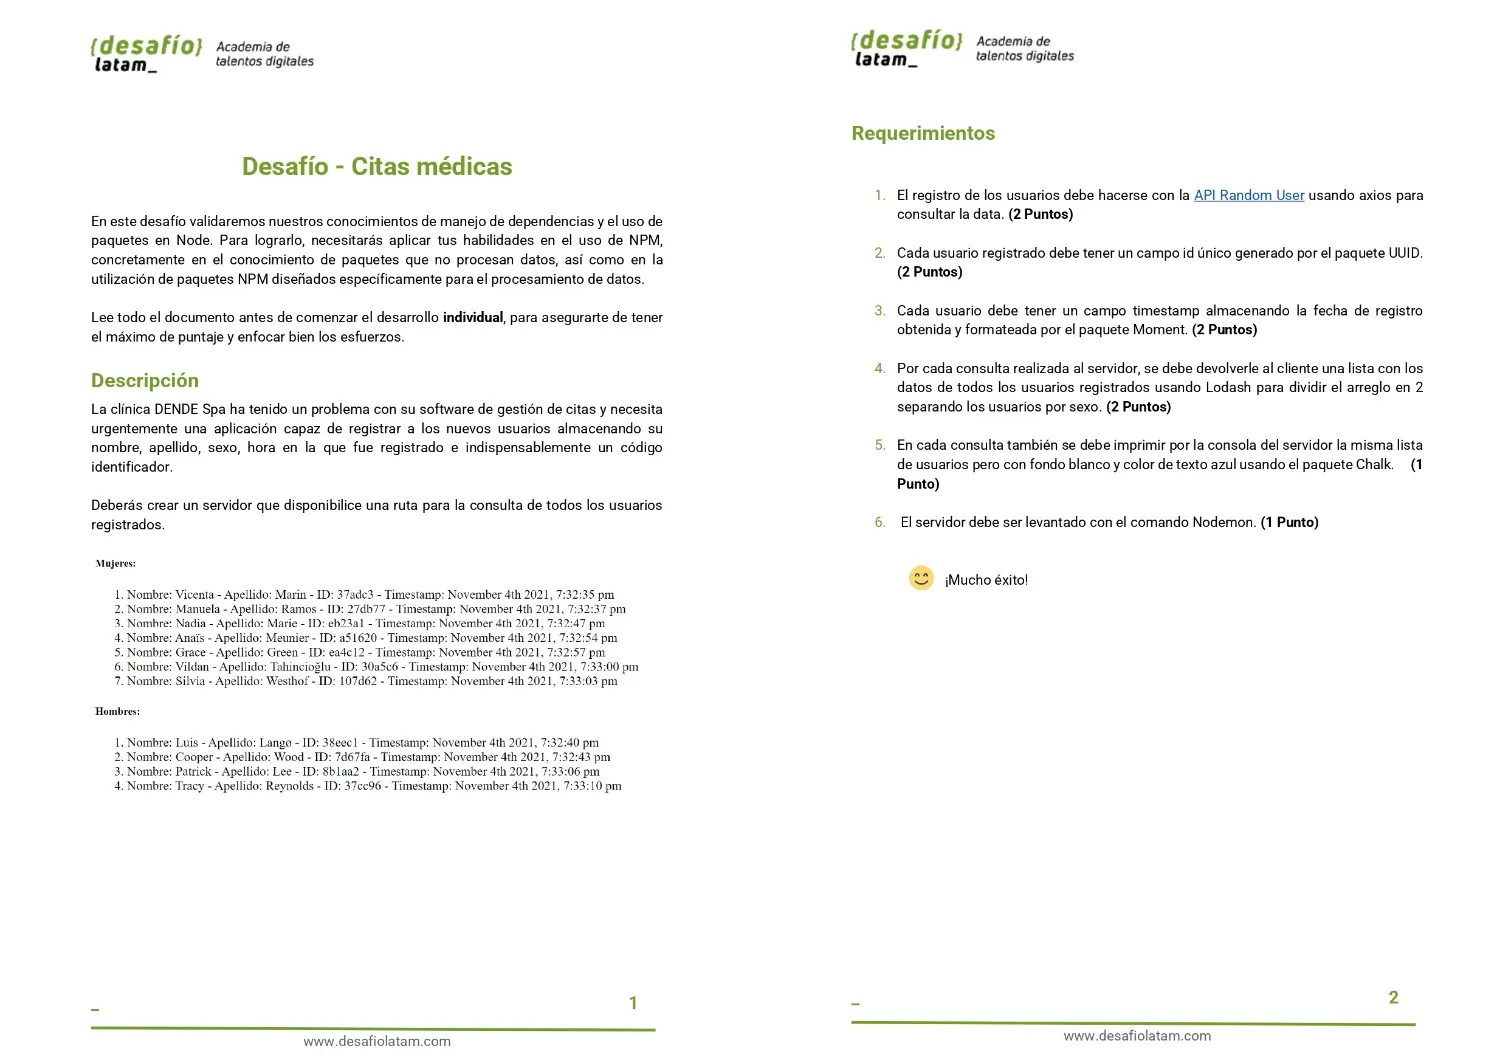 {desafío}
latam_
Academia de
talentos digitales
Desafío - Citas médicas
En este desafío validaremos nuestros conocimientos de manejo de dependencias y el uso de
paquetes en Node. Para lograrlo, necesitarás aplicar tus habilidades en el uso de NPM,
concretamente en el conocimiento de paquetes que no procesan datos, así como en la
utilización de paquetes NPM diseñados específicamente para el procesamiento de datos.
Lee todo el documento antes de comenzar el desarrollo individual, para asegurarte de tener
el máximo de puntaje y enfocar bien los esfuerzos.
Descripción
La clínica DENDE Spa ha tenido un problema con su software de gestión de citas y necesita
urgentemente una aplicación capaz de registrar a los nuevos usuarios almacenando su
nombre, apellido, sexo, hora en la que fue registrado e indispensablemente un código
identificador.
Deberás crear un servidor que disponibilice una ruta para la consulta de todos los usuarios
registrados.
Mujeres:
1. Nombre: Vicenta - Apellido: Marin - ID: 37adc3 - Timestamp: November 4th 2021, 7:32:35 pm
2. Nombre: Manuela - Apellido: Ramos - ID: 27db77 - Timestamp: November 4th 2021, 7:32:37 pm
3. Nombre: Nadia - Apellido: Marie - ID: eb23a1 - Timestamp: November 4th 2021, 7:32:47 pm
4. Nombre: Anaïs - Apellido: Meunier - ID: a51620 - Timestamp: November 4th 2021, 7:32:54 pm
5. Nombre: Grace - Apellido: Green - ID: ea4c12 - Timestamp: November 4th 2021, 7:32:57 pm
6. Nombre: Vildan - Apellido: Tahincioğlu - ID: 30a5c6 - Timestamp: November 4th 2021, 7:33:00 pm
7. Nombre: Silvia - Apellido: Westhof - ID: 107d62 - Timestamp: November 4th 2021, 7:33:03 pm
Hombres:
1. Nombre: Luis - Apellido: Langø - ID: 38eec1 - Timestamp: November 4th 2021, 7:32:40 pm
2. Nombre: Cooper - Apellido: Wood - ID: 7d67fa - Timestamp: November 4th 2021, 7:32:43 pm
3. Nombre: Patrick - Apellido: Lee - ID: 8b1aa2 - Timestamp: November 4th 2021, 7:33:06 pm
4. Nombre: Tracy - Apellido: Reynolds - ID: 37cc96 - Timestamp: November 4th 2021, 7:33:10 pm
_
1
www.desafiolatam.com
{desafío}
latam_
Academia de
talentos digitales
Requerimientos
1. El registro de los usuarios debe hacerse con la API Random User usando axios para
consultar la data. (2 Puntos)
2. Cada usuario registrado debe tener un campo id único generado por el paquete UUID.
(2 Puntos)
3. Cada usuario debe tener un campo timestamp almacenando la fecha de registro
obtenida y formateada por el paquete Moment. (2 Puntos)
4. Por cada consulta realizada al servidor, se debe devolverle al cliente una lista con los
datos de todos los usuarios registrados usando Lodash para dividir el arreglo en 2
separando los usuarios por sexo. (2 Puntos)
5. En cada consulta también se debe imprimir por la consola del servidor la misma lista
de usuarios pero con fondo blanco y color de texto azul usando el paquete Chalk. (1
Punto)
6. El servidor debe ser levantado con el comando Nodemon. (1 Punto)
¡Mucho éxito!
_
2
www.desafiolatam.com